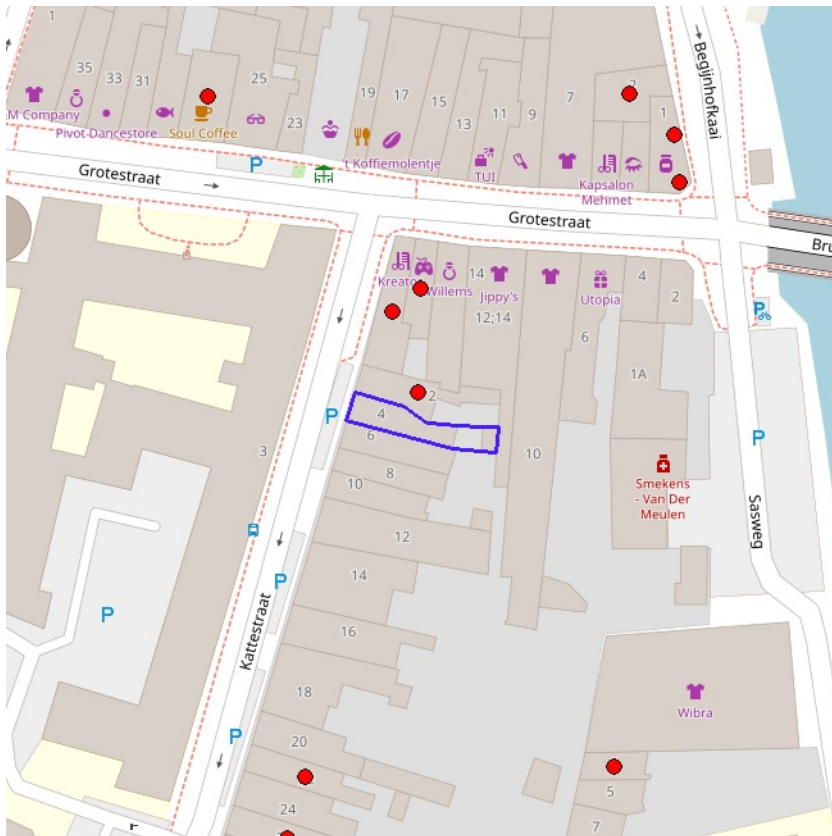 1
35
33
31
25
23
19
17
15
13
11
9
7
2
1
M Company
Pivot Dancestore
Soul Coffee
't Koffiemolentje
TUI
Kapsalon
Mehmet
Begijnhofkaai
P
Grotestraat
Grotestraat
Bru
Kreato
Willems
14
Jippy's
12;14
Utopia
4
2
6
P
1A
2
4
6
P
3
8
10
10
P
Smekens
- Van Der
Meulen
Sasweg
12
14
P
P
Kattestraat
16
18
Wibra
P
20
5
24
7